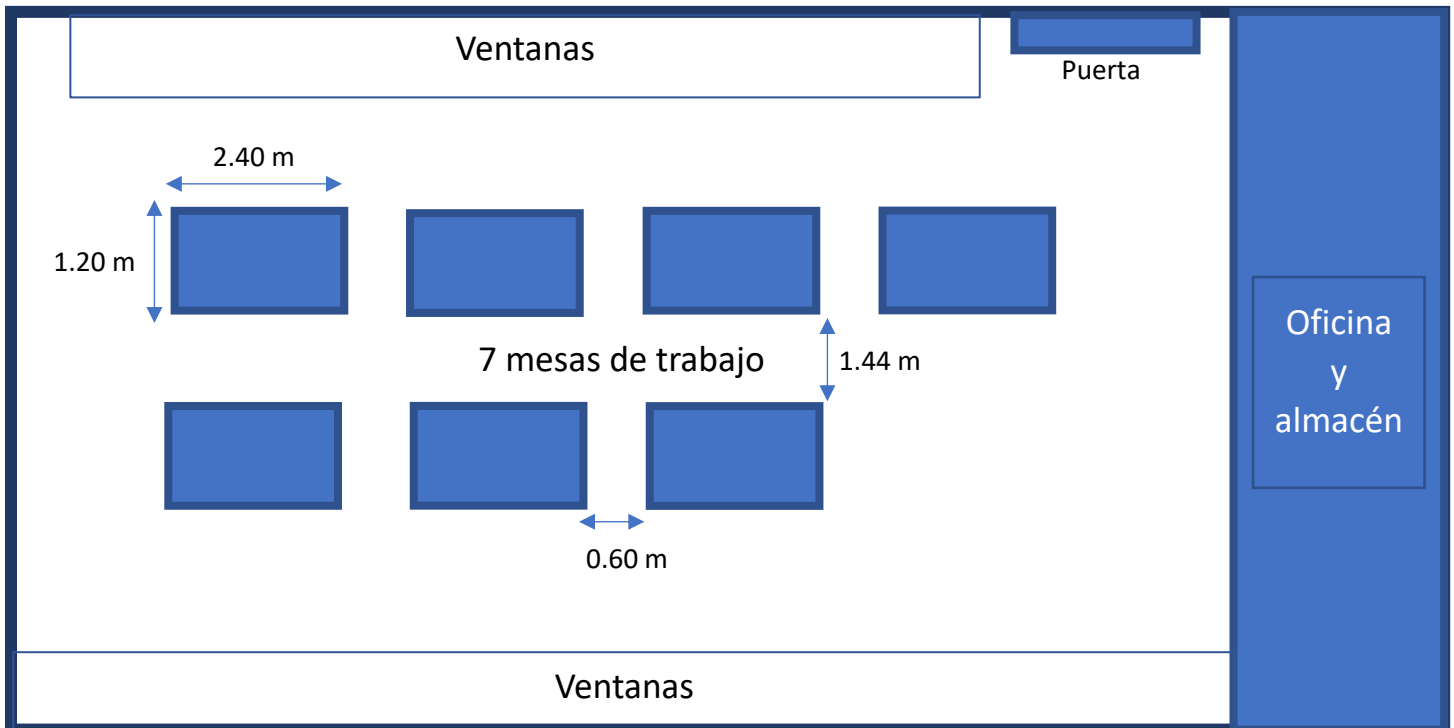 Ventanas
Puerta
2.40 m
1.20 m
7 mesas de trabajo
1.44 m
Oficina
y
almacén
0.60 m
Ventanas